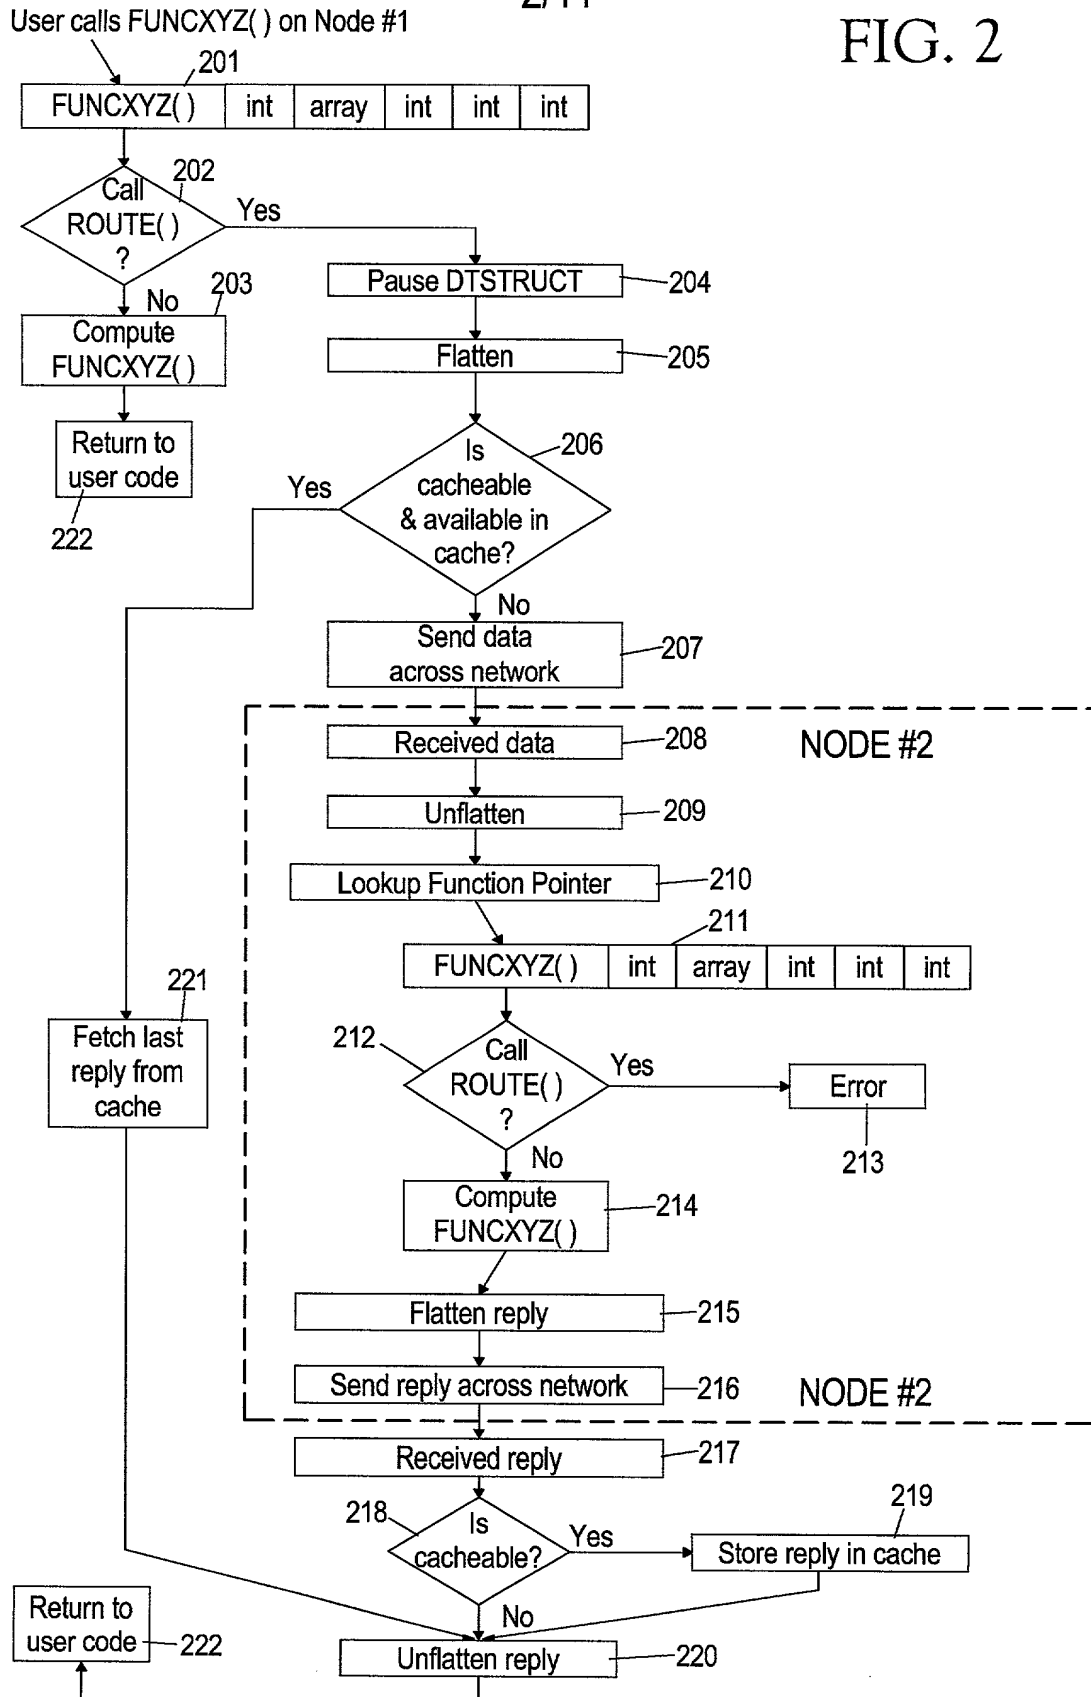 User calls FUNCXYZ( ) on Node #1
FIG. 2
201
FUNCXYZ( ) int array int int int
202
Call
ROUTE( )
?
Yes
No
203
Compute
FUNCXYZ( )
Return to
user code
222
Pause DTSTRUCT
204
Flatten
205
206
Is
cacheable
& available in
cache?
Yes
No
Send data
across network
207
NODE #2
Received data
208
Unflatten
209
Lookup Function Pointer
210
211
FUNCXYZ( ) int array int int int
212
Call
ROUTE( )
?
Yes
Error
213
No
Compute
FUNCXYZ( )
214
Flatten reply
215
Send reply across network
216
NODE #2
221
Fetch last
reply from
cache
Received reply
217
218
Is
cacheable?
Yes
219
Store reply in cache
No
Return to
user code
222
Unflatten reply
220